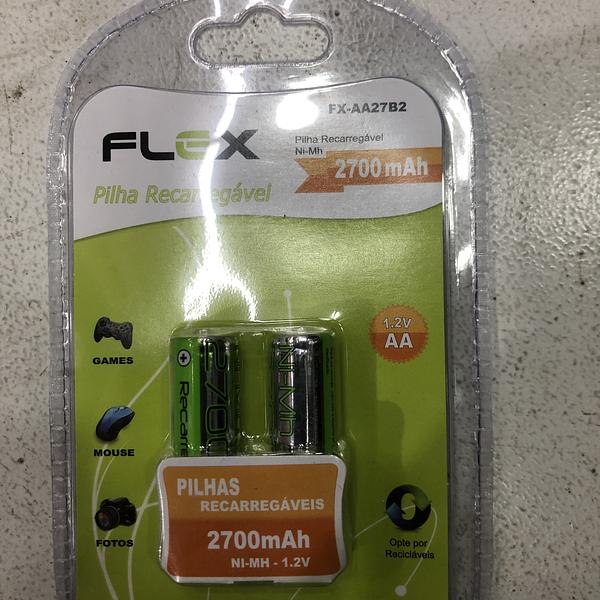 FX-AA27B2
FLEX
Pilha Recarregável
Ni-Mh
2700 mAh
Pilha Recarregável
1.2V
AA
GAMES
MOUSE
FOTOS
NiMh
PILHAS
RECARREGÁVEIS
2700mAh
NI-MH - 1.2V
Opte por
Recicláveis